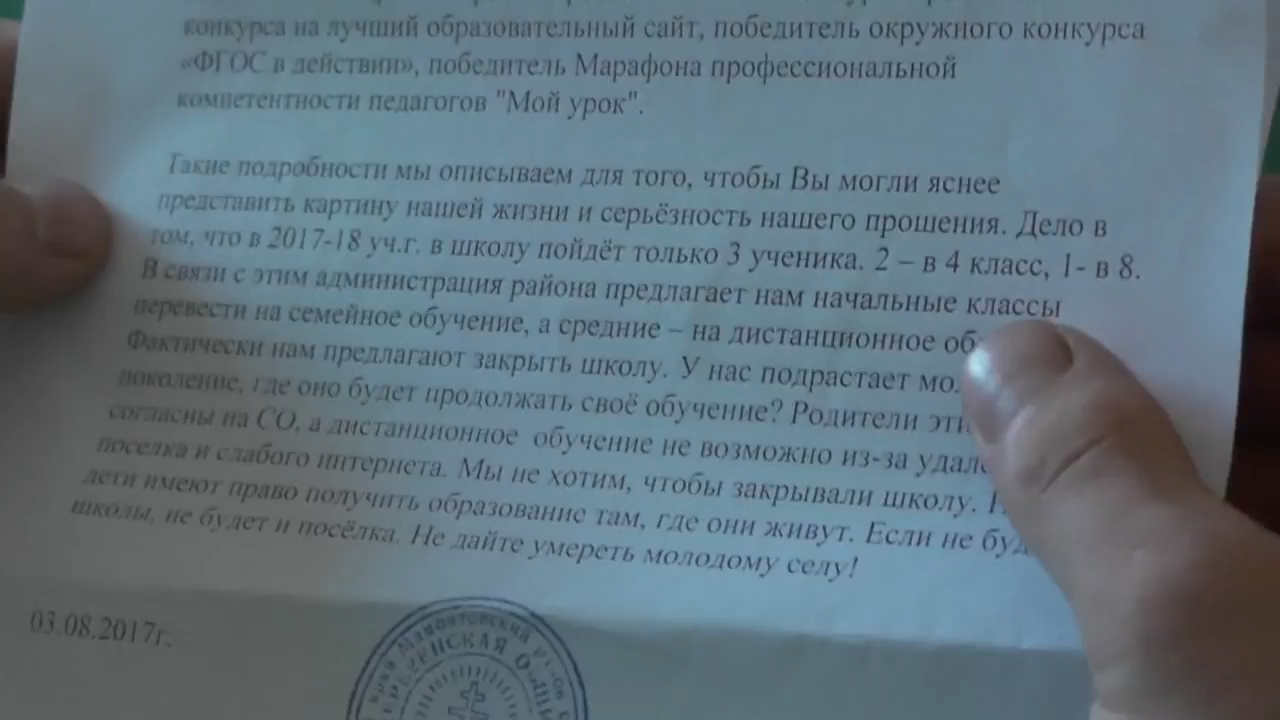 конкурса на лучший образовательный сайт, победитель окружного конкурса
«ФГОС в действии», победитель Марафона профессиональной
компетентности педагогов "Мой урок".
Такие подробности мы описываем для того, чтобы Вы могли яснее
представить картину нашей жизни и серьёзность нашего прошения. Дело в
том, что в 2017-18 уч.г. в школу пойдёт только 3 ученика. 2 – в 4 класс, 1- в 8.
В связи с этим администрация района предлагает нам начальные классы
перевести на семейное обучение, а средние – на дистанционное
Фактически нам предлагают закрыть школу. У нас подрастает
поколение, где оно будет продолжать своё обучение? Родители
согласны на СО, а дистанционное обучение не возможно из-за
поселка и слабого интернета. Мы не хотим, чтобы закрывали школу.
дети имеют право получить образование там, где они живут. Если не
школы, не будет и посёлка. Не дайте умереть молодому селу!
03.08.2017г.
край Мамонтовский